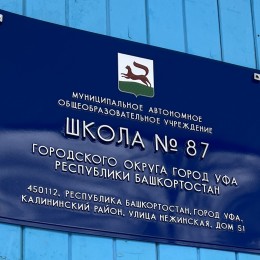 МУНИЦИПАЛЬНОЕ АВТОНОМНОЕ
ОБЩЕОБРАЗОВАТЕЛЬНОЕ УЧРЕЖДЕНИЕ
ШКОЛА № 87
ГОРОДСКОГО ОКРУГА ГОРОД УФА
РЕСПУБЛИКИ БАШКОРТОСТАН
450112, РЕСПУБЛИКА БАШКОРТОСТАН, ГОРОД УФА,
КАЛИНИНСКИЙ РАЙОН, УЛИЦА НЕЖИНСКАЯ, ДОМ